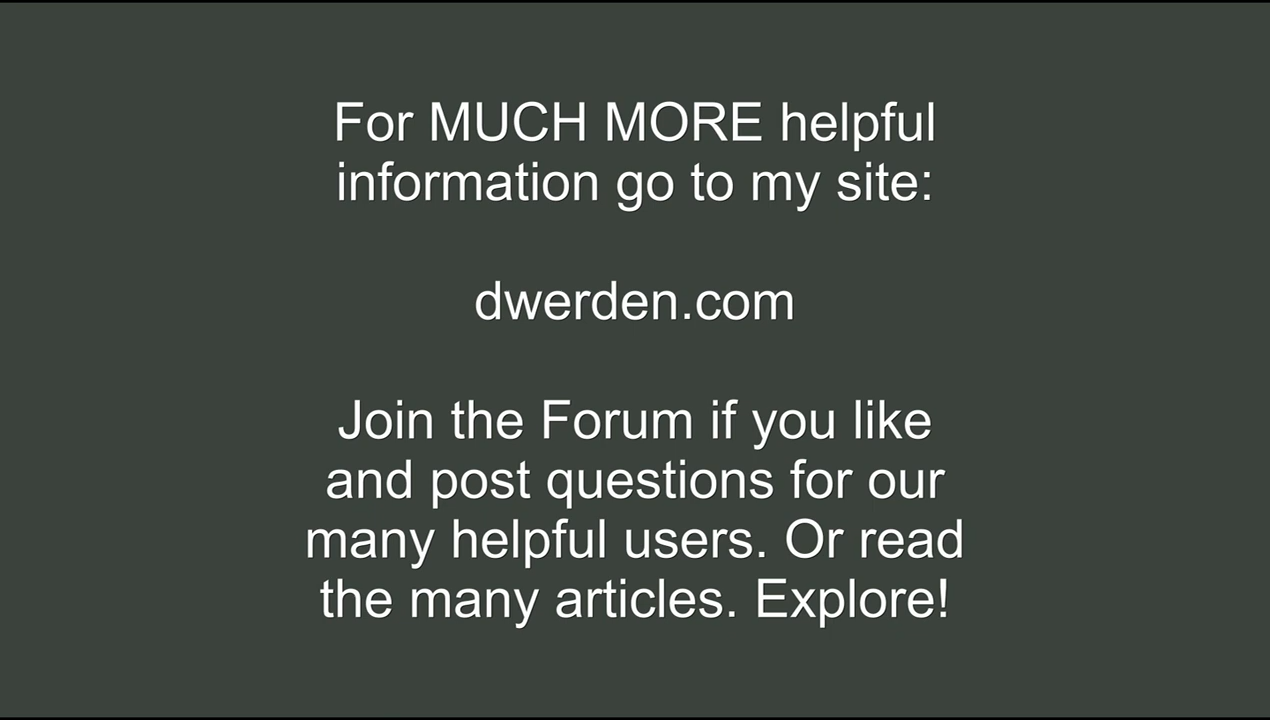 For MUCH MORE helpful
information go to my site:
dwerden.com
Join the Forum if you like
and post questions for our
many helpful users. Or read
the many articles. Explore!